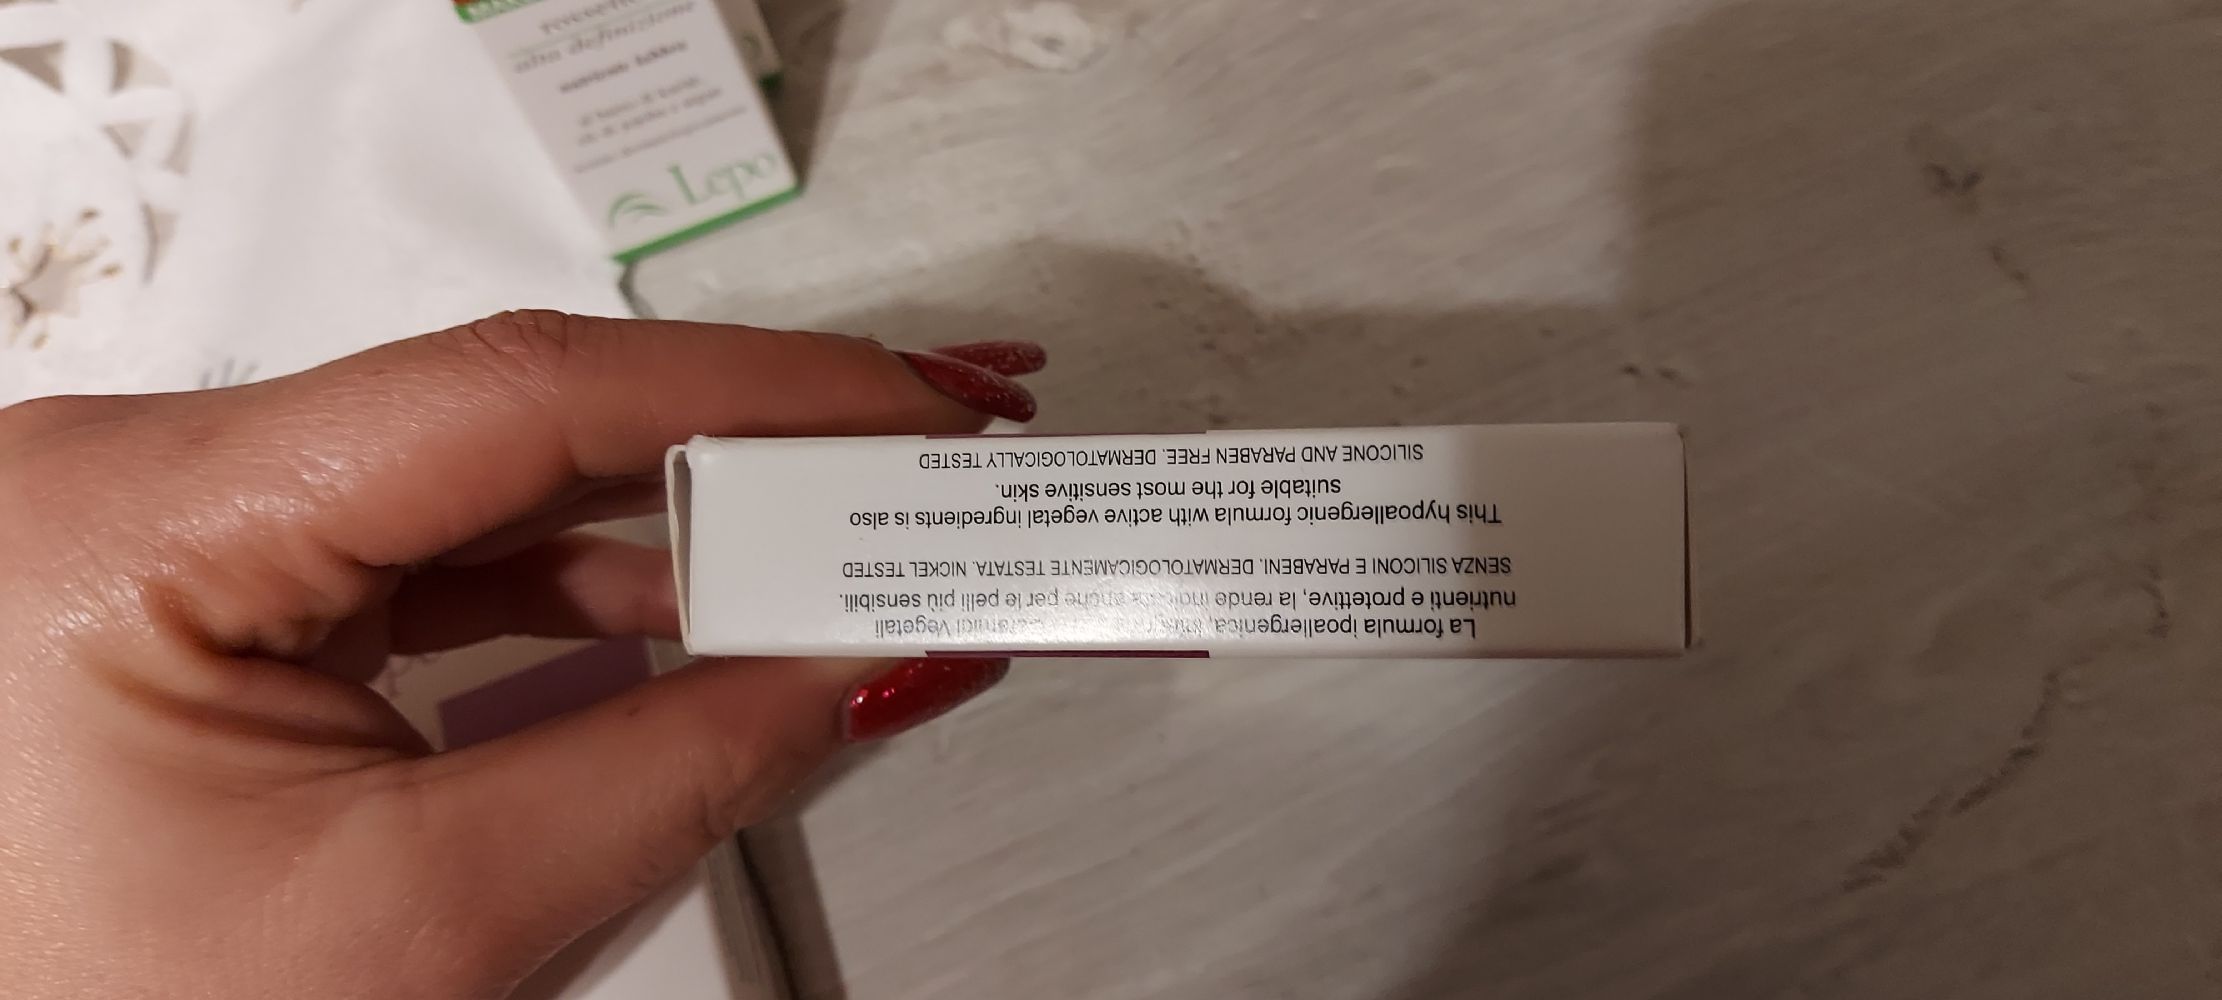 alta definizione
Lepo
La formula ipoallergenica, Vegetali
nutrienti e protettive, la rende anche per le pelli più sensibili.
SENZA SILICONI E PARABENI. DERMATOLOGICAMENTE TESTATA. NICKEL TESTED
This hypoallergenic formula with active vegetal ingredients is also
suitable for the most sensitive skin.
SILICONE AND PARABEN FREE. DERMATOLOGICALLY TESTED